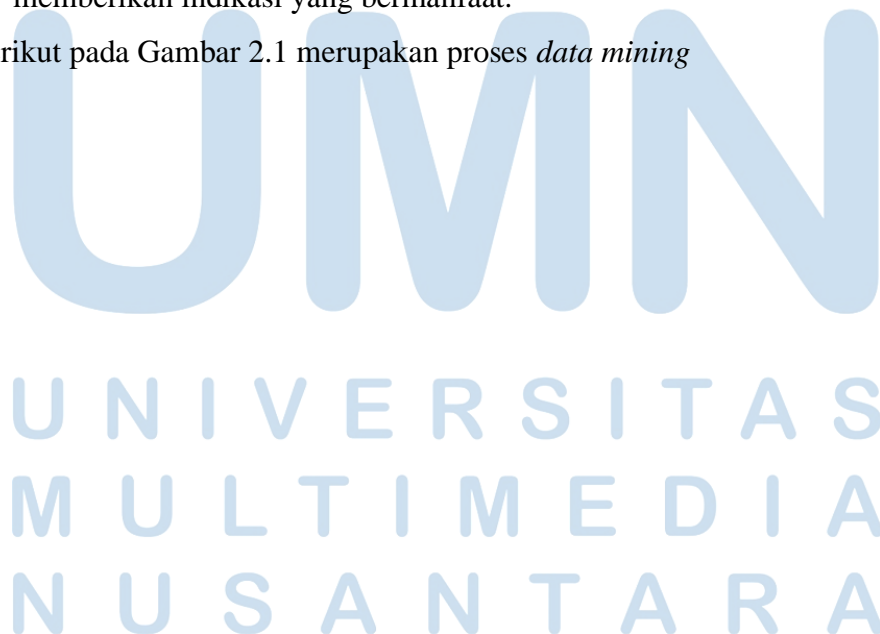 memberikan indikasi yang bermanfaat.
rikut pada Gambar 2.1 merupakan proses data mining
UMN
UNIVERSITAS
MULTIMEDIA
NUSANTARA